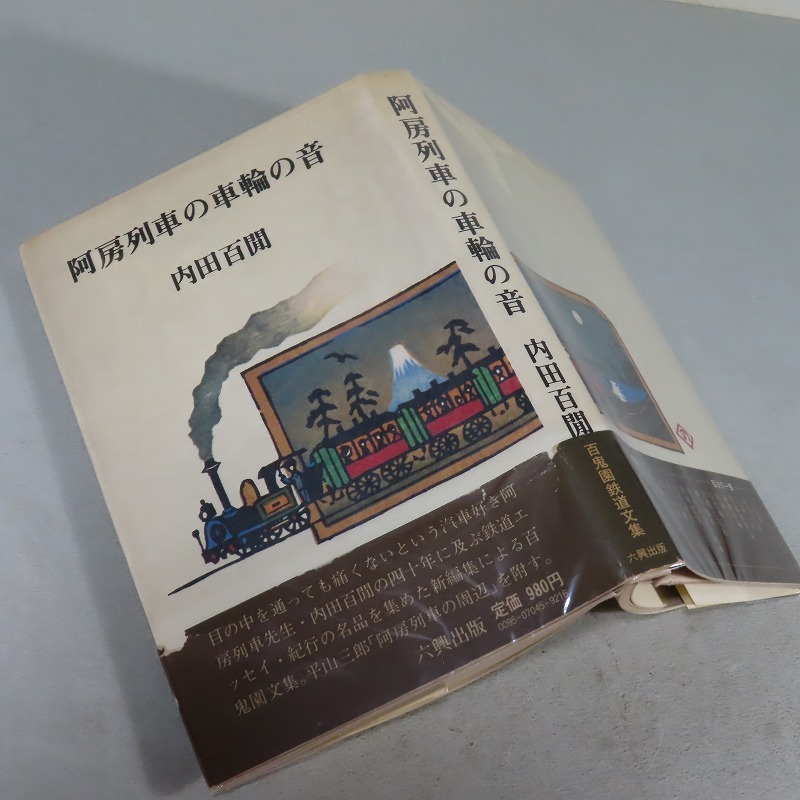 阿房列車の車輪の音
内田百閒
目の中を通っても痛くないという汽車好き阿
房列車先生・内田百閒の四十年に及ぶ鉄道エ
ッセイ・紀行の名品を集めた新編集による百
鬼園文集。平山三郎「阿房列車の周辺」を附す。
六興出版 定価 980円
0095-07045-9216
阿房列車の車輪の音 内田百閒
百鬼園鉄道文集
六興出版